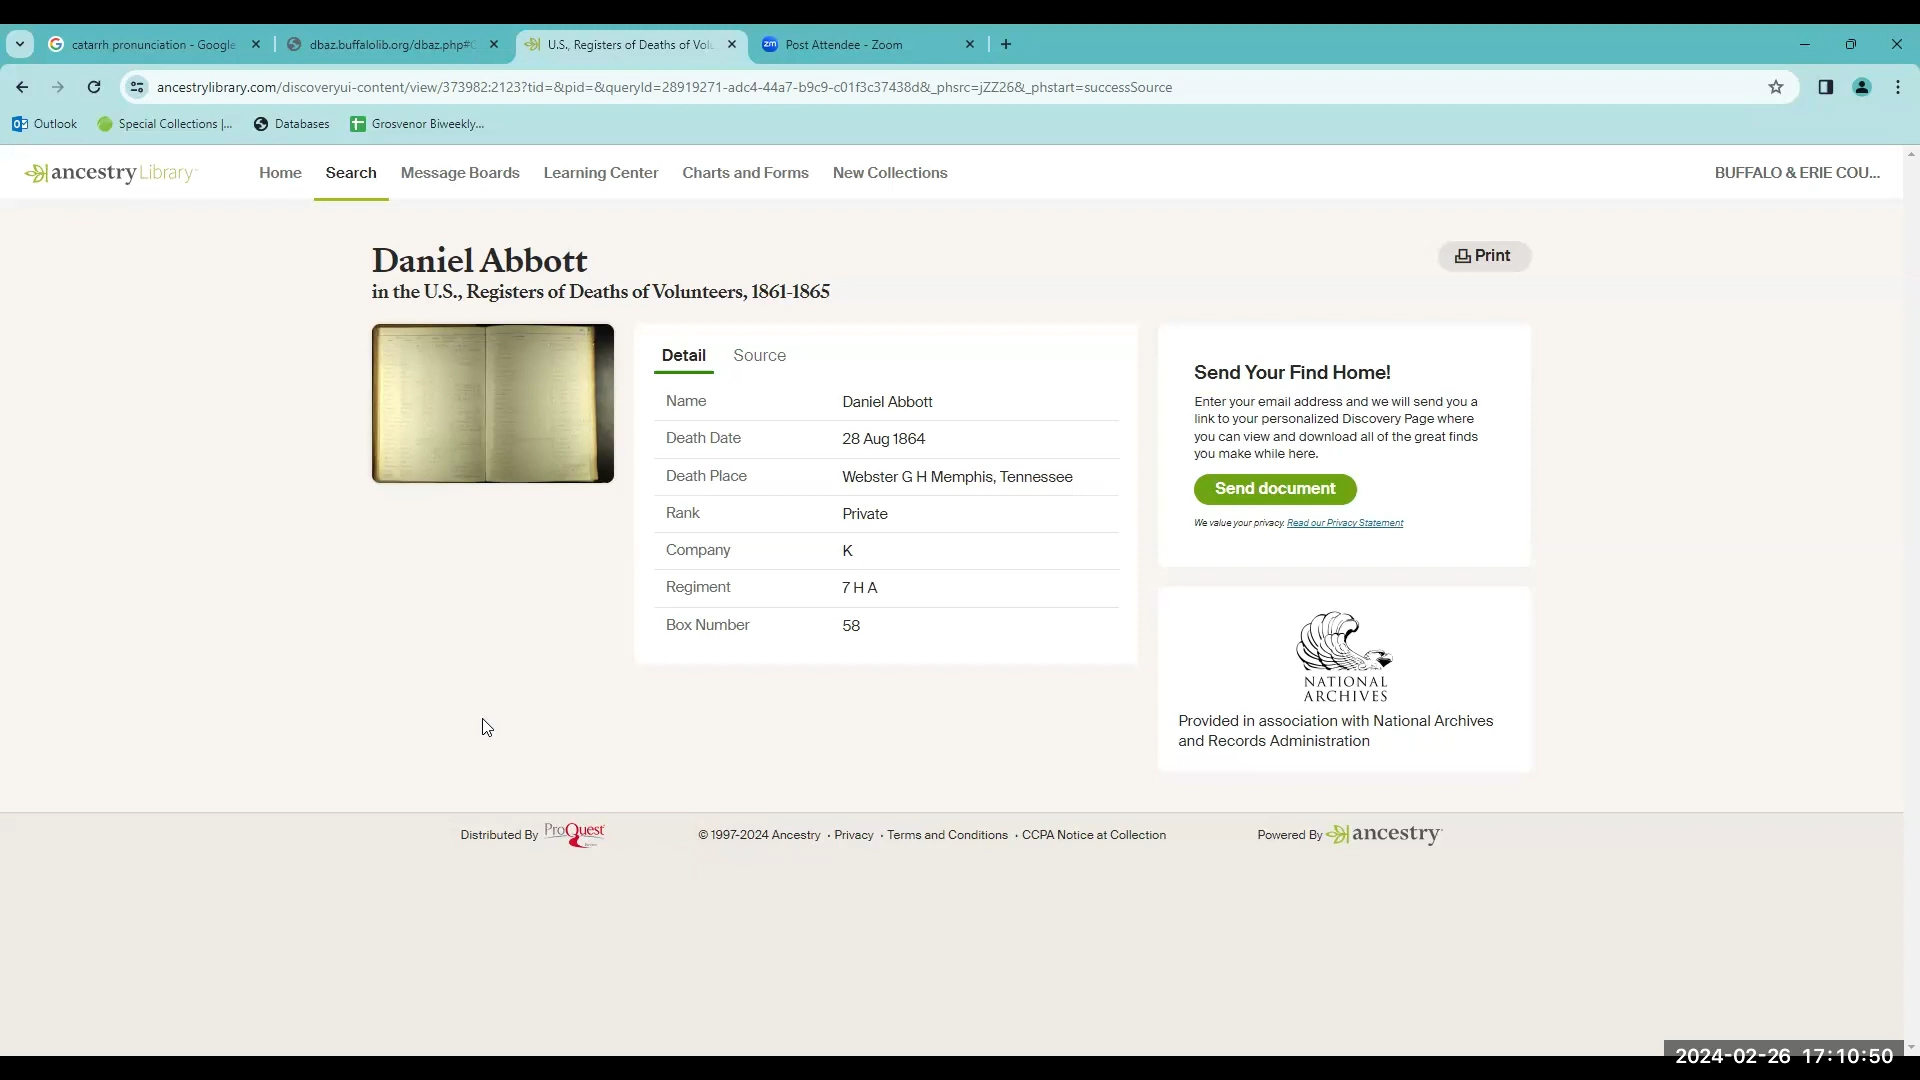 catarrh pronunciation - Google
dbaz.buffalolib.org/dbaz.php#
U.S., Registers of Deaths of Vol
zm
Post Attendee - Zoom
ancestrylibrary.com/discoveryui-content/view/373982:2123?tid=&pid=&queryId=28919271-adc4-44a7-b9c9-c01f3c37438d&_phsrc=jZZ26&_phstart=successSource
Outlook
Special Collections |...
Databases
Grosvenor Biweekly...
ancestryLibrary
Home
Search
Message Boards
Learning Center
Charts and Forms
New Collections
BUFFALO & ERIE COU...
Daniel Abbott
Print
in the U.S., Registers of Deaths of Volunteers, 1861-1865
Detail
Source
Name Daniel Abbott
Death Date 28 Aug 1864
Death Place Webster G H Memphis, Tennessee
Rank Private
Company K
Regiment 7 H A
Box Number 58
Send Your Find Home!
Enter your email address and we will send you a
link to your personalized Discovery Page where
you can view and download all of the great finds
you make while here.
Send document
We value your privacy. Read our Privacy Statement
NATIONAL
ARCHIVES
Provided in association with National Archives
and Records Administration
Distributed By ProQuest
© 1997-2024 Ancestry · Privacy · Terms and Conditions · CCPA Notice at Collection
Powered By ancestry
2024-02-26 17:10:50